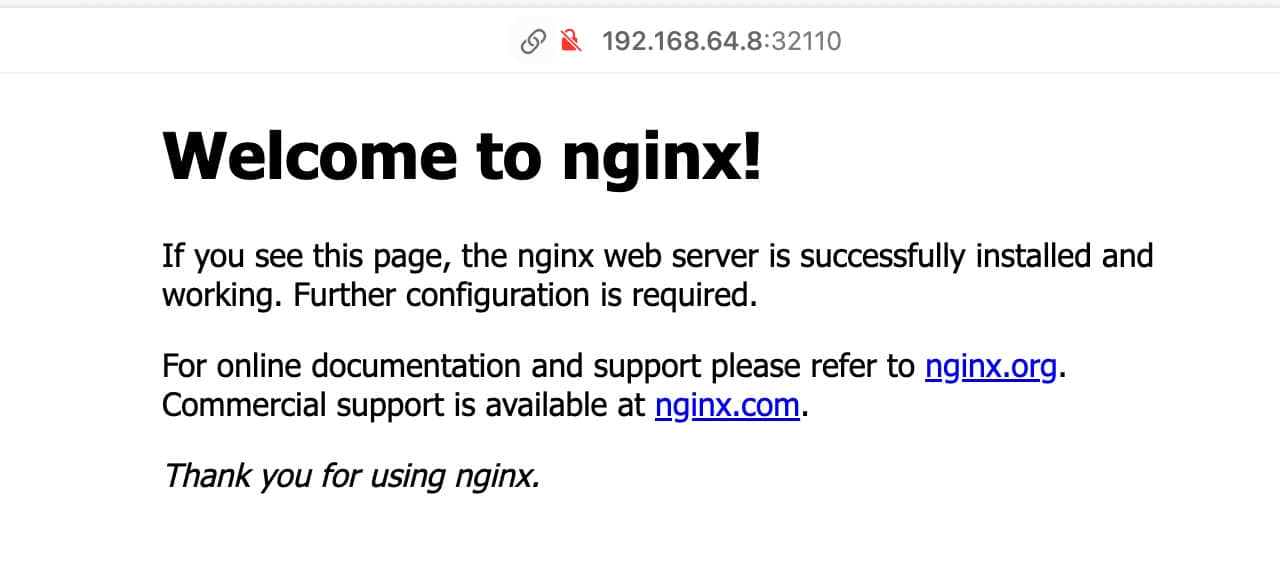 192.168.64.8:32110
Welcome to nginx!
If you see this page, the nginx web server is successfully installed and
working. Further configuration is required.
For online documentation and support please refer to nginx.org.
Commercial support is available at nginx.com.
Thank you for using nginx.